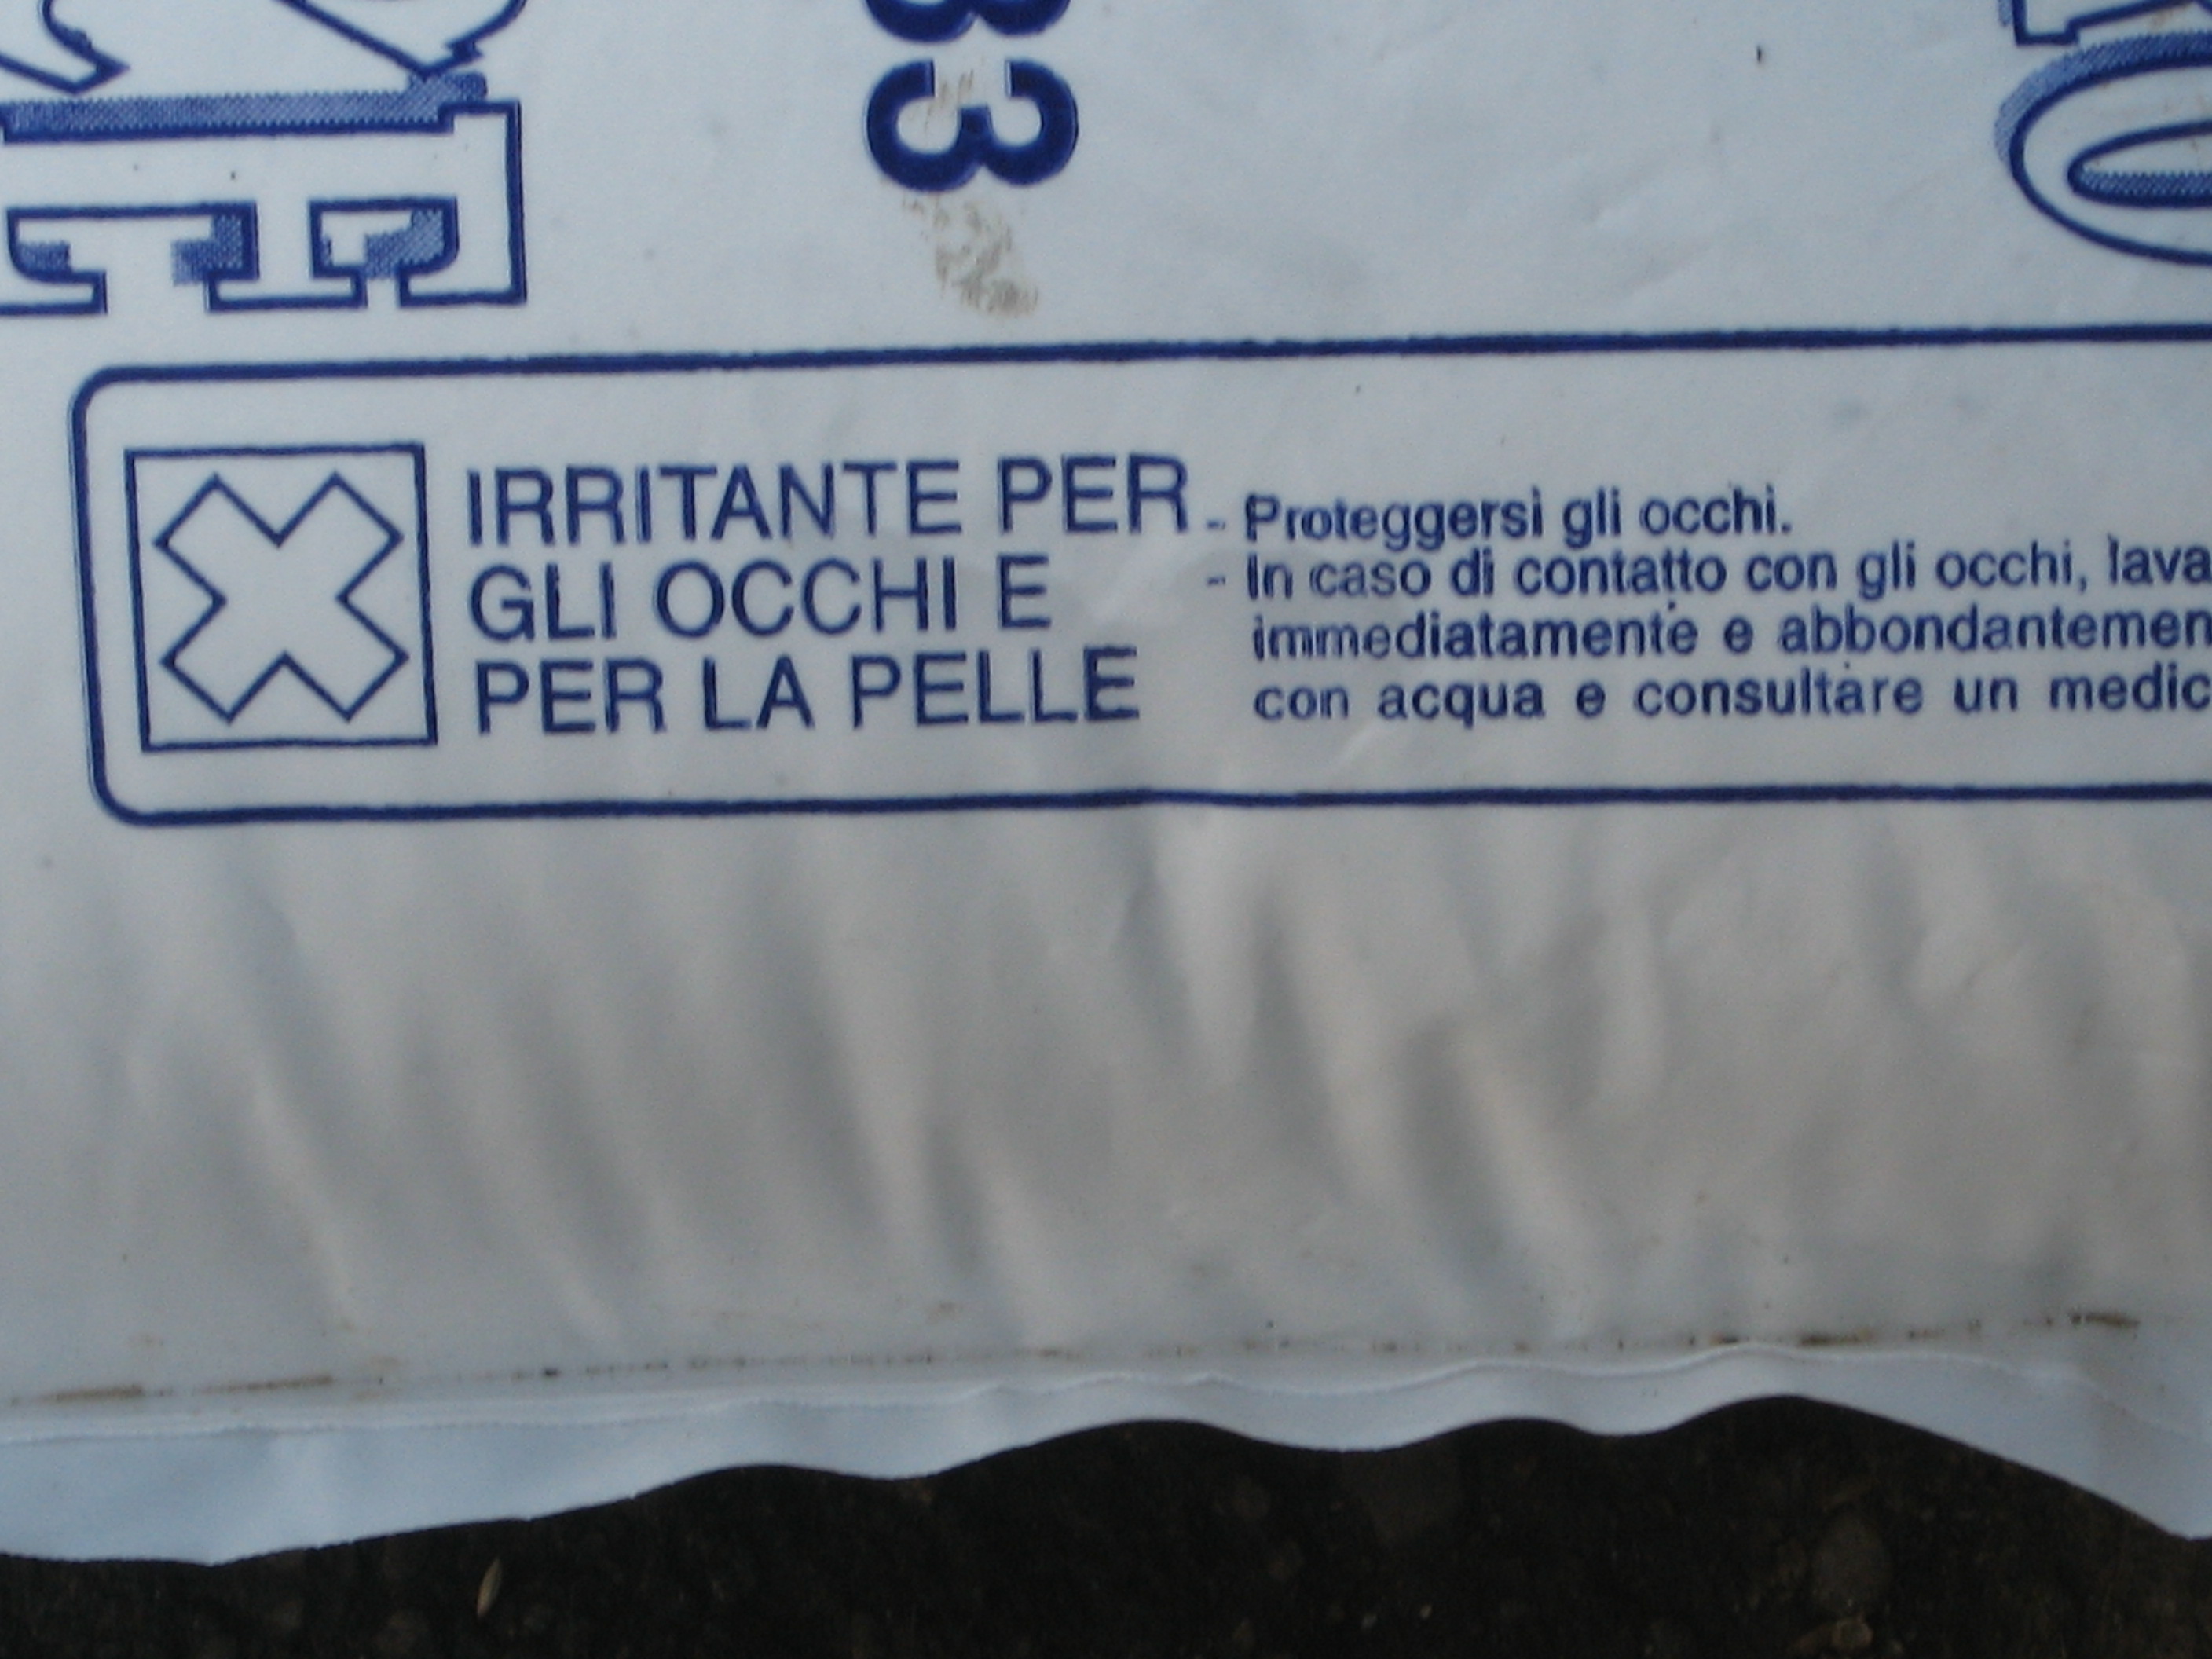 33
IRRITANTE PER
GLI OCCHI E
PER LA PELLE
- Proteggersi gli occhi.
- In caso di contatto con gli occhi, lava
immediatamente e abbondantemen
con acqua e consultare un medic